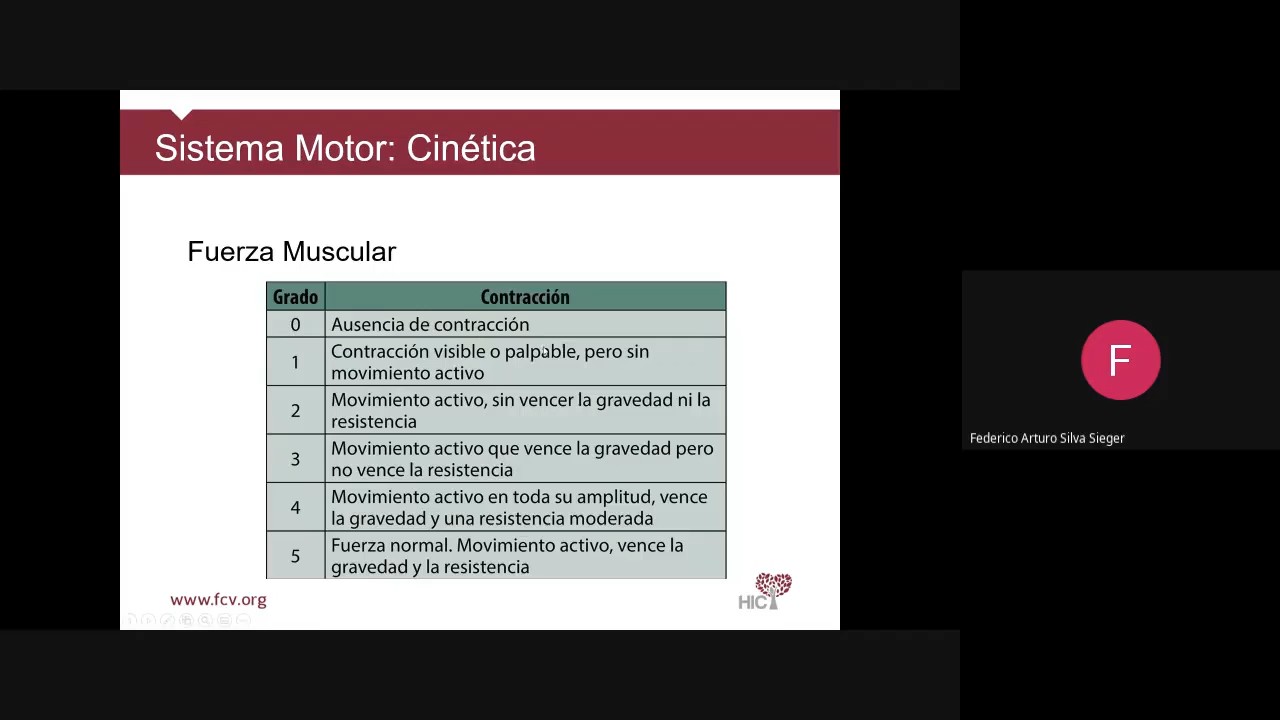 Sistema Motor: Cinética
Fuerza Muscular
Grado Contracción
0 Ausencia de contracción
1 Contracción visible o palpable, pero sin
movimiento activo
2 Movimiento activo, sin vencer la gravedad ni la
resistencia
3 Movimiento activo que vence la gravedad pero
no vence la resistencia
4 Movimiento activo en toda su amplitud, vence
la gravedad y una resistencia moderada
5 Fuerza normal. Movimiento activo, vence la
gravedad y la resistencia
www.fcv.org
HIC
F
Federico Arturo Silva Sieger